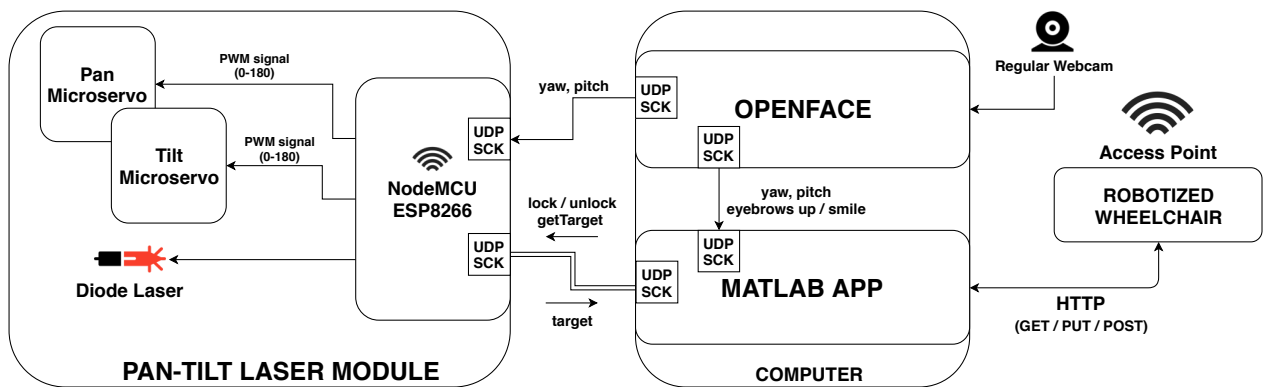 Pan
Microservo
PWM signal
(0-180)
Tilt
Microservo
PWM signal
(0-180)
Diode Laser
UDP
SCK
NodeMCU
ESP8266
UDP
SCK
PAN-TILT LASER MODULE
yaw, pitch
lock / unlock
getTarget
target
UDP
SCK
OPENFACE
UDP
SCK
yaw, pitch
eyebrows up / smile
UDP
SCK
UDP
SCK
MATLAB APP
COMPUTER
Regular Webcam
Access Point
ROBOTIZED
WHEELCHAIR
HTTP
(GET / PUT / POST)